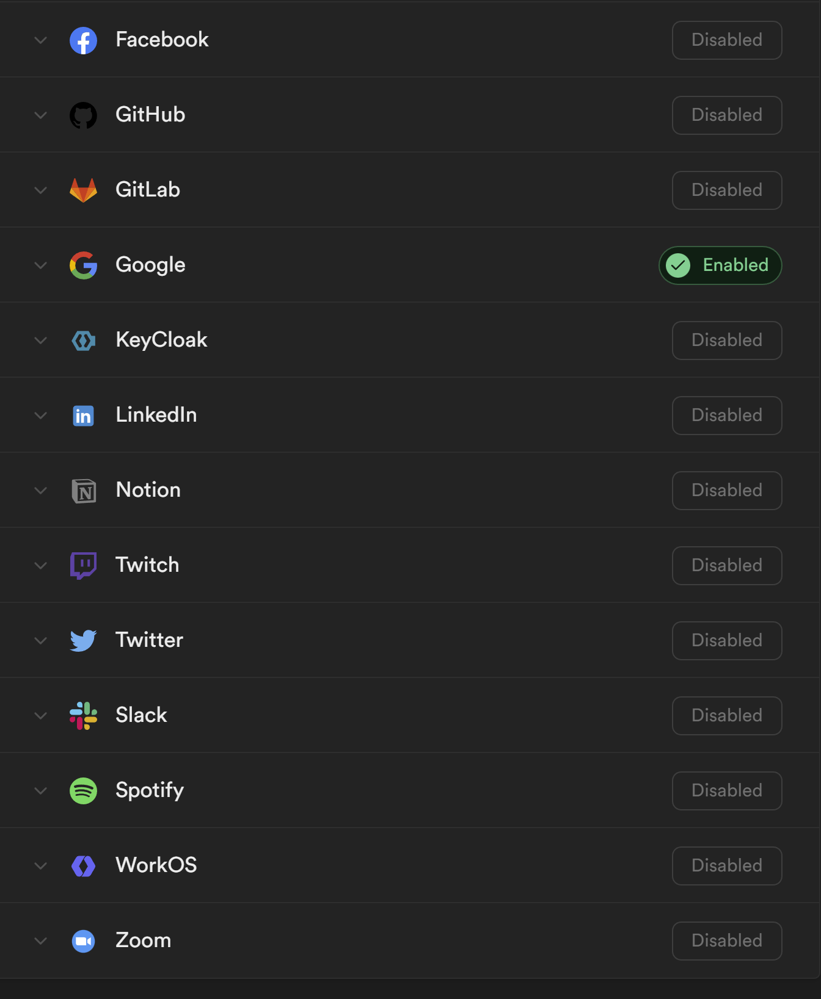 Facebook Disabled
GitHub Disabled
GitLab Disabled
Google Enabled
KeyCloak Disabled
LinkedIn Disabled
Notion Disabled
Twitch Disabled
Twitter Disabled
Slack Disabled
Spotify Disabled
WorkOS Disabled
Zoom Disabled